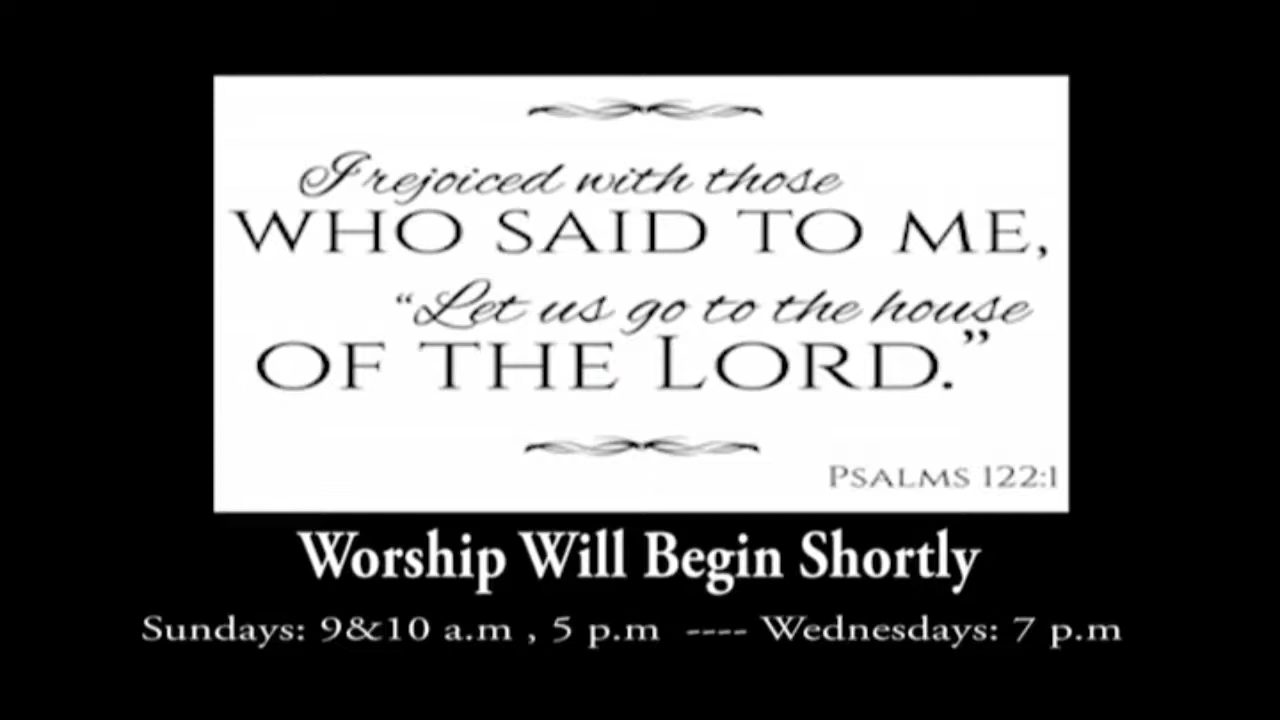 I rejoiced with those
WHO SAID TO ME,
“Let us go to the house
OF THE LORD.”
PSALMS 122:1
Worship Will Begin Shortly
Sundays: 9&10 a.m , 5 p.m ---- Wednesdays: 7 p.m